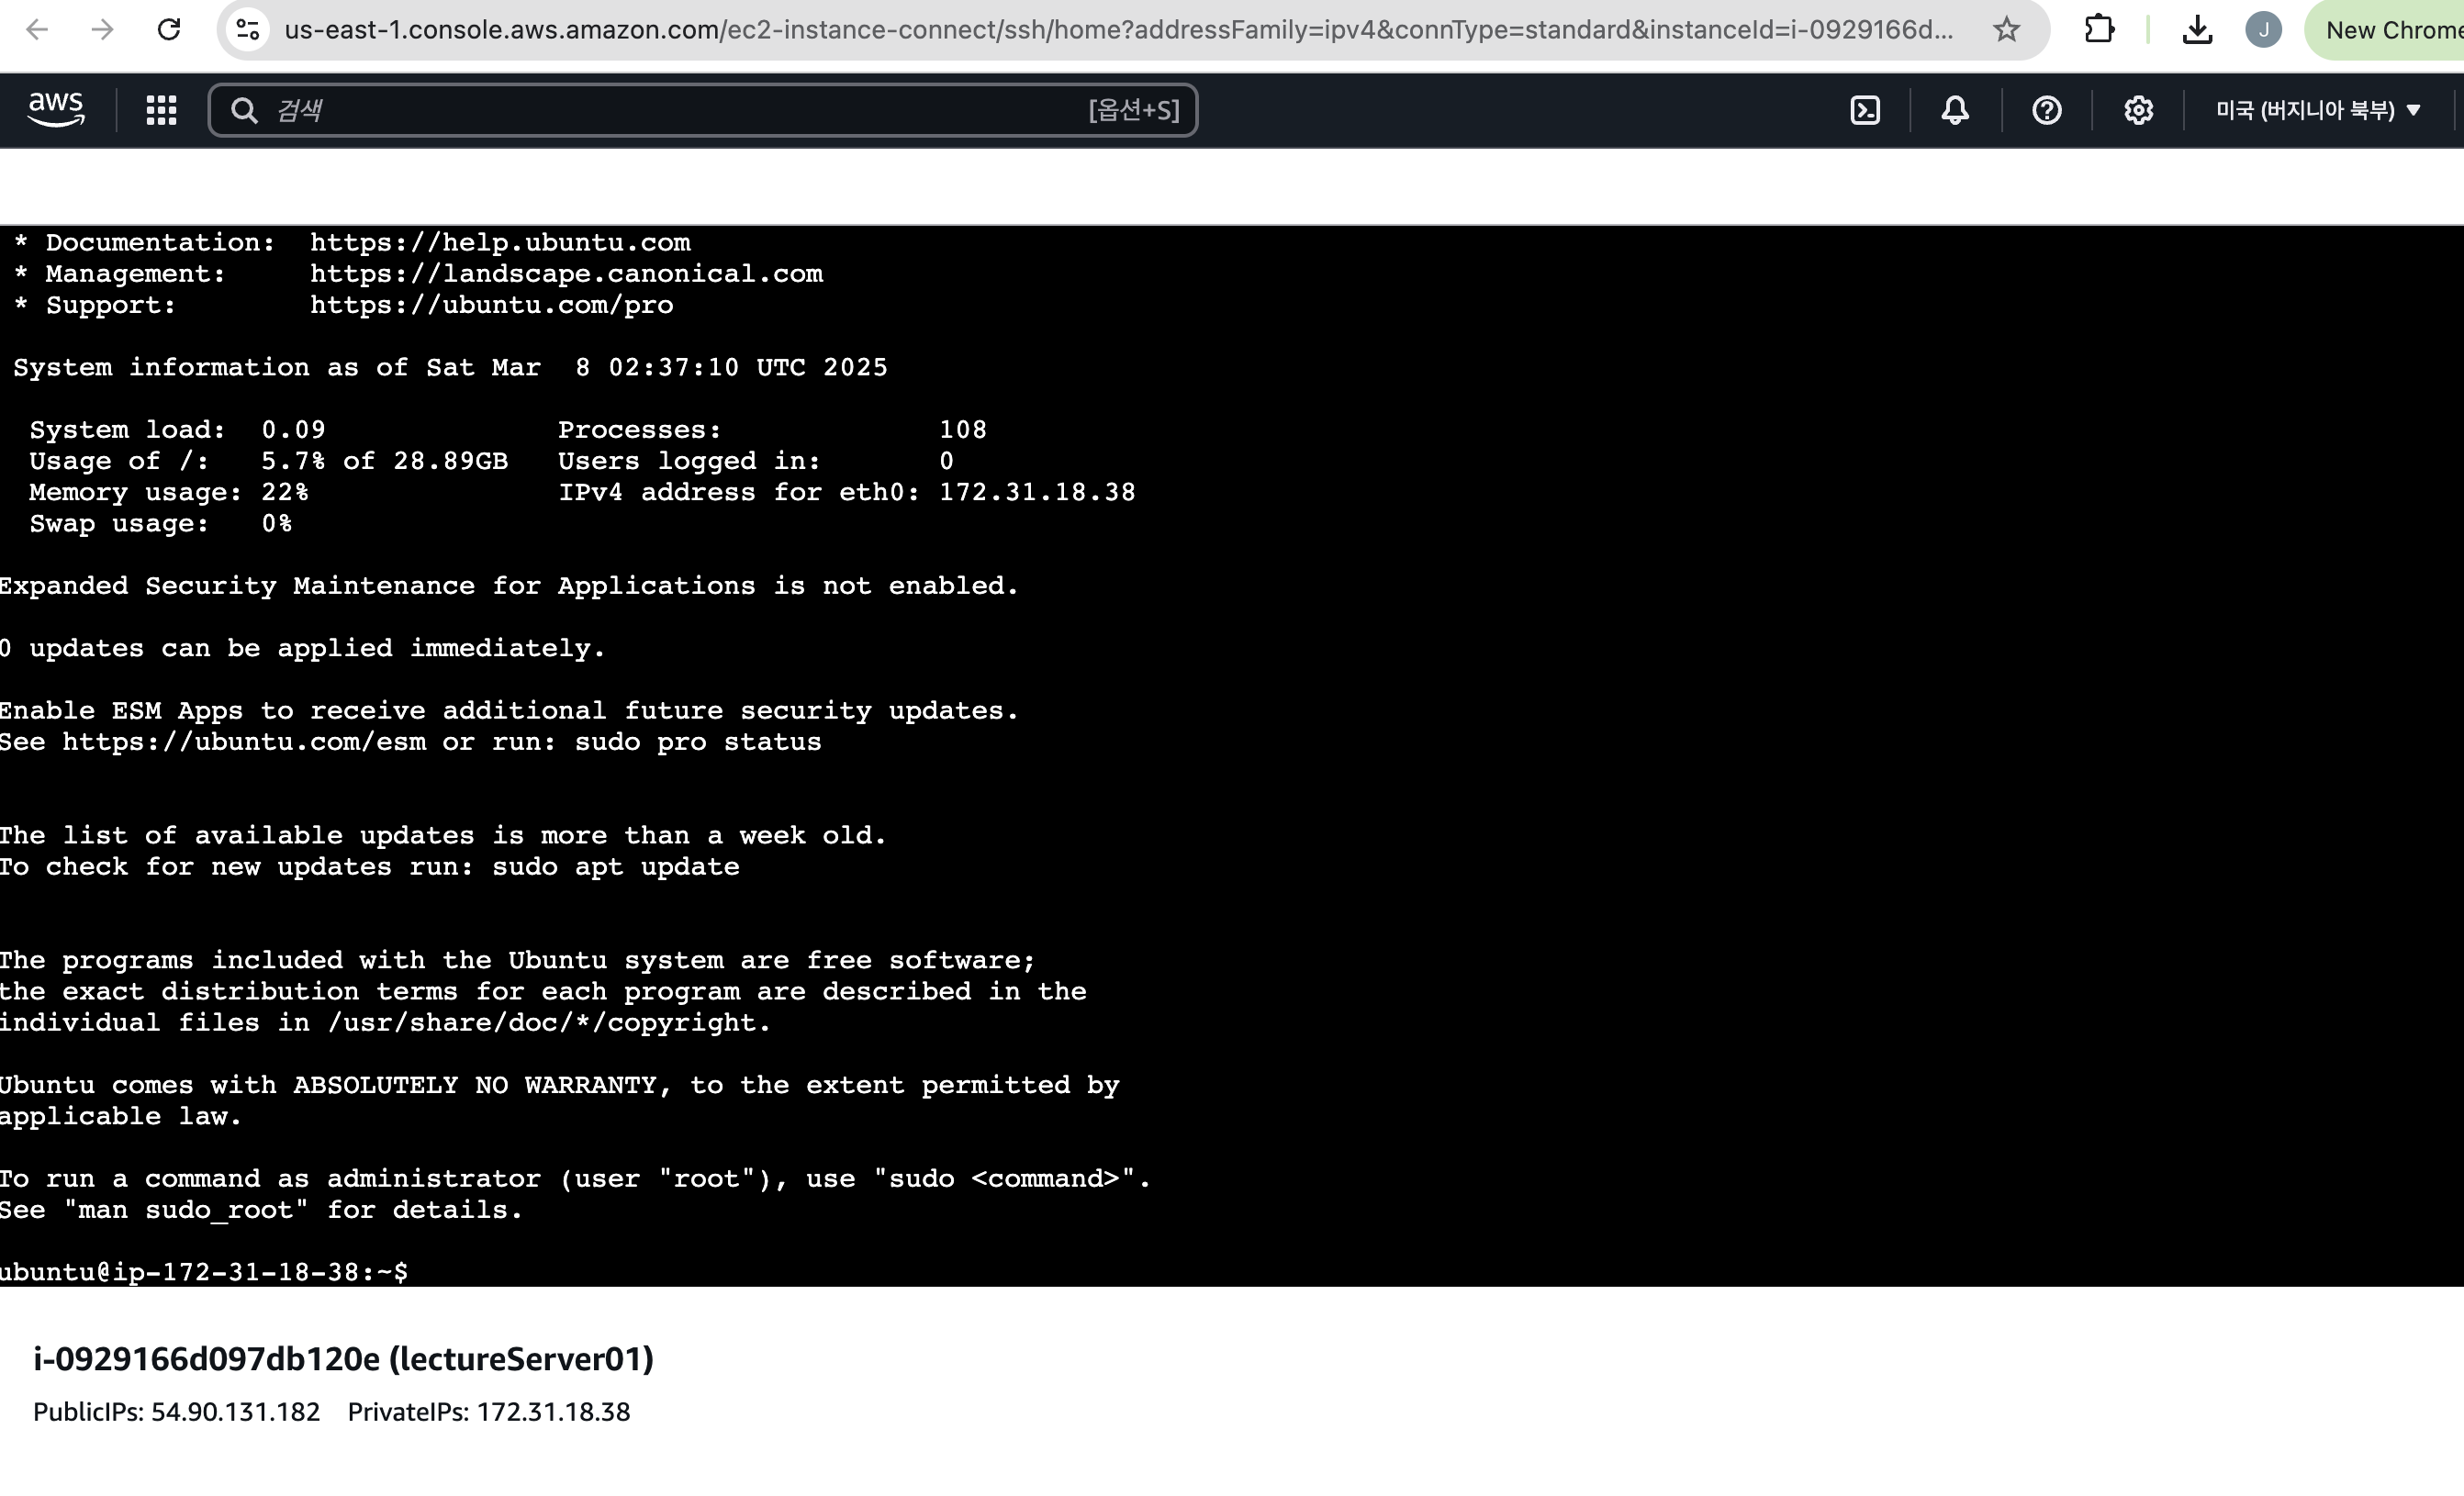 us-east-1.console.aws.amazon.com/ec2-instance-connect/ssh/home?addressFamily=ipv4&connType=standard&instanceId=i-0929166d...
J
New Chrome
aws
검색
[옵션+S]
미국 (버지니아 북부)
* Documentation:  https://help.ubuntu.com
* Management:     https://landscape.canonical.com
* Support:        https://ubuntu.com/pro
System information as of Sat Mar  8 02:37:10 UTC 2025
System load:  0.09              Processes:             108
Usage of /:   5.7% of 28.89GB   Users logged in:       0
Memory usage: 22%               IPv4 address for eth0: 172.31.18.38
Swap usage:   0%
Expanded Security Maintenance for Applications is not enabled.
0 updates can be applied immediately.
Enable ESM Apps to receive additional future security updates.
See https://ubuntu.com/esm or run: sudo pro status
The list of available updates is more than a week old.
To check for new updates run: sudo apt update
The programs included with the Ubuntu system are free software;
the exact distribution terms for each program are described in the
individual files in /usr/share/doc/*/copyright.
Ubuntu comes with ABSOLUTELY NO WARRANTY, to the extent permitted by
applicable law.
To run a command as administrator (user "root"), use "sudo <command>".
See "man sudo_root" for details.
ubuntu@ip-172-31-18-38:~$
i-0929166d097db120e (lectureServer01)
PublicIPs: 54.90.131.182    PrivateIPs: 172.31.18.38